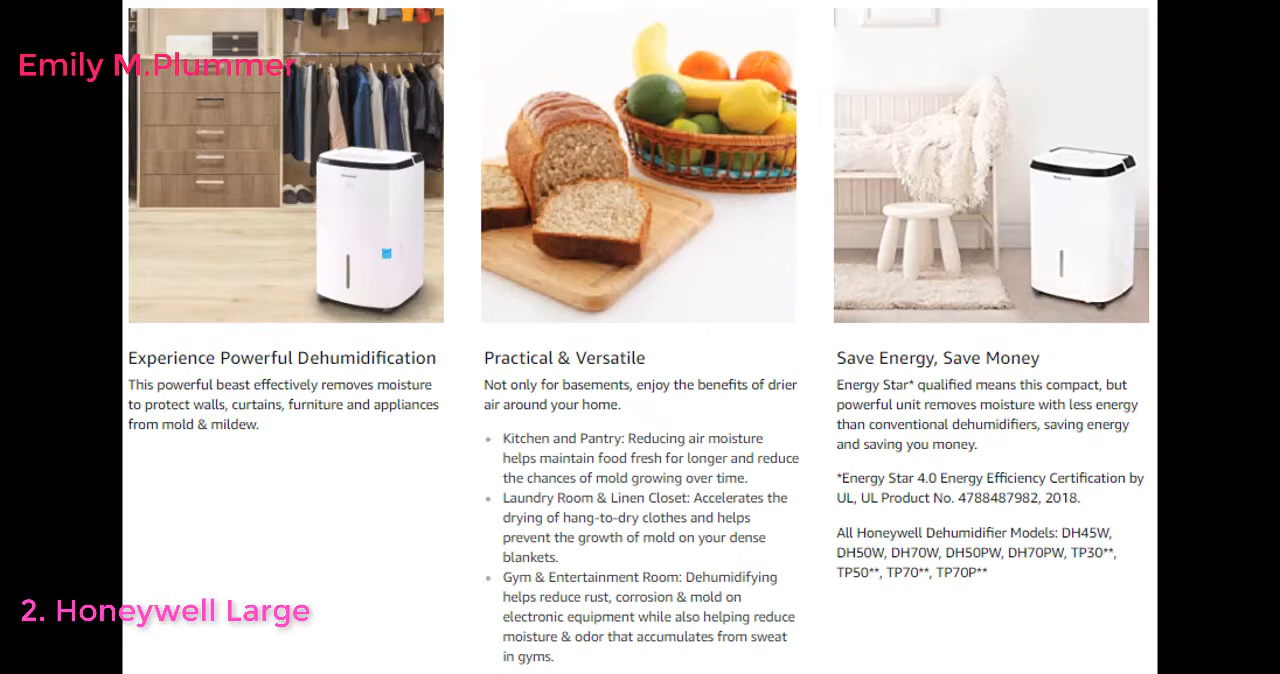 Emily M.Plummer
Experience Powerful Dehumidification
This powerful beast effectively removes moisture
to protect walls, curtains, furniture and appliances
from mold & mildew.
Practical & Versatile
Not only for basements, enjoy the benefits of drier
air around your home.
Kitchen and Pantry: Reducing air moisture
helps maintain food fresh for longer and reduce
the chances of mold growing over time.
Laundry Room & Linen Closet: Accelerates the
drying of hang-to-dry clothes and helps
prevent the growth of mold on your dense
blankets.
Gym & Entertainment Room: Dehumidifying
helps reduce rust, corrosion & mold on
electronic equipment while also helping reduce
moisture & odor that accumulates from sweat
in gyms.
Save Energy, Save Money
Energy Star* qualified means this compact, but
powerful unit removes moisture with less energy
than conventional dehumidifiers, saving energy
and saving you money.
*Energy Star 4.0 Energy Efficiency Certification by
UL, UL Product No. 4788487982, 2018.
All Honeywell Dehumidifier Models: DH45W,
DH50W, DH70W, DH50PW, DH70PW, TP30**,
TP50**, TP70**, TP70P**
2. Honeywell Large